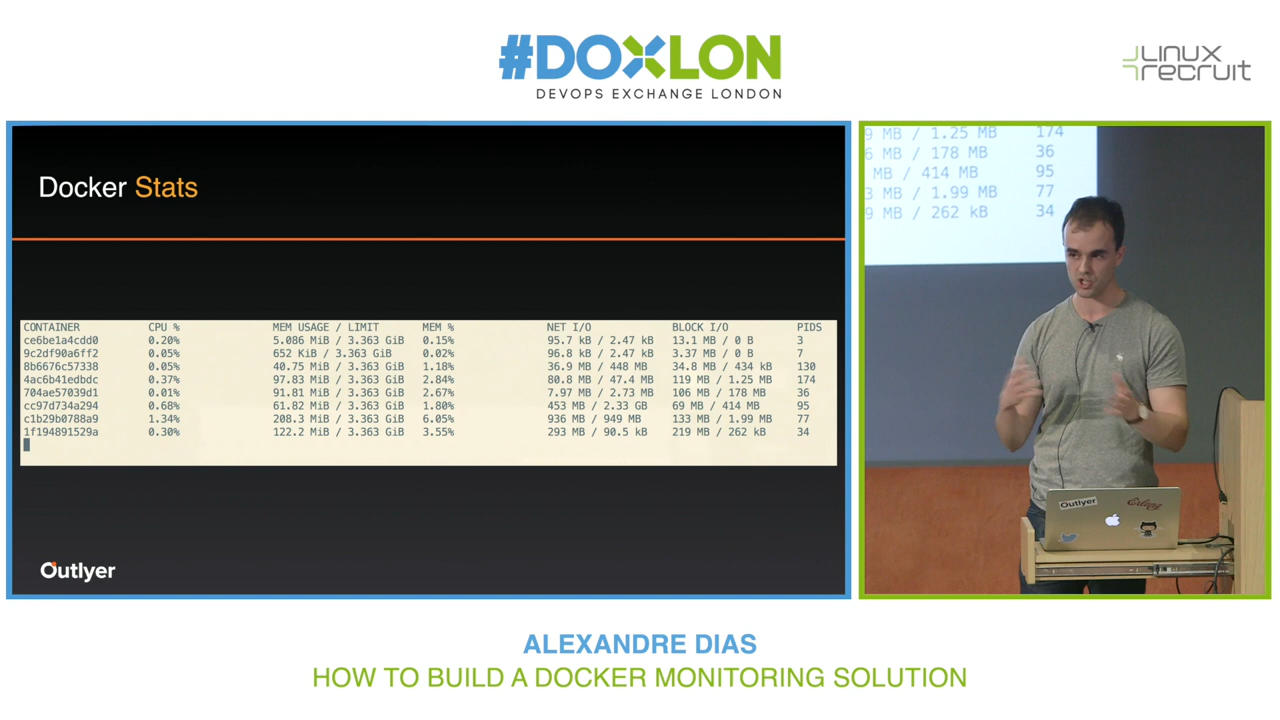 #DOXLON
DEVOPS EXCHANGE LONDON
Linux
recruit
Docker Stats
CONTAINER CPU % MEM USAGE / LIMIT MEM % NET I/O BLOCK I/O PIDS
ce6be1a4cdd0 0.20% 5.086 MiB / 3.363 GiB 0.15% 95.7 kB / 2.47 kB 13.1 MB / 0 B 3
9c2df90a6ff2 0.05% 652 KiB / 3.363 GiB 0.02% 96.8 kB / 2.47 kB 3.37 MB / 0 B 7
8b6676c57338 0.05% 40.75 MiB / 3.363 GiB 1.18% 36.9 MB / 448 MB 34.8 MB / 434 kB 130
4ac6b41edbdc 0.37% 97.83 MiB / 3.363 GiB 2.84% 80.8 MB / 47.4 MB 119 MB / 1.25 MB 174
704ae57039d1 0.01% 91.81 MiB / 3.363 GiB 2.67% 7.97 MB / 2.73 MB 106 MB / 178 MB 36
cc97d734a294 0.68% 61.82 MiB / 3.363 GiB 1.80% 453 MB / 2.33 GB 69 MB / 414 MB 95
c1b29b0788a9 1.34% 208.3 MiB / 3.363 GiB 6.05% 936 MB / 949 MB 133 MB / 1.99 MB 77
1f194891529a 0.30% 122.2 MiB / 3.363 GiB 3.55% 293 MB / 90.5 kB 219 MB / 262 kB 34
Outlyer
9 MB / 1.25 MB 174
6 MB / 178 MB 36
MB / 414 MB 95
3 MB / 1.99 MB 77
9 MB / 262 kB 34
Outlyer
Erlang
ALEXANDRE DIAS
HOW TO BUILD A DOCKER MONITORING SOLUTION